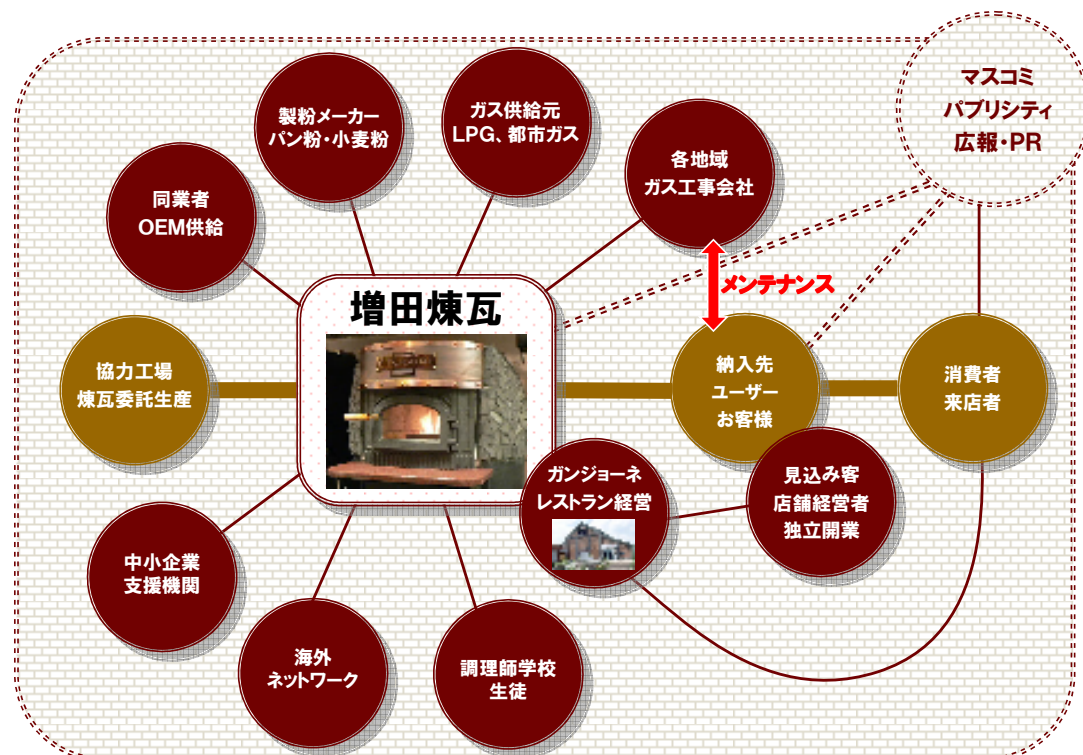 マスコミ
パブリシティ
広報・PR
製粉メーカー
パン粉・小麦粉
ガス供給元
LPG、都市ガス
各地域
ガス工事会社
同業者
OEM供給
メンテナンス
増田煉瓦
協力工場
煉瓦委託生産
納入先
ユーザー
お客様
消費者
来店者
ガンジョーネ
レストラン経営
見込み客
店舗経営者
独立開業
中小企業
支援機関
海外
ネットワーク
調理師学校
生徒